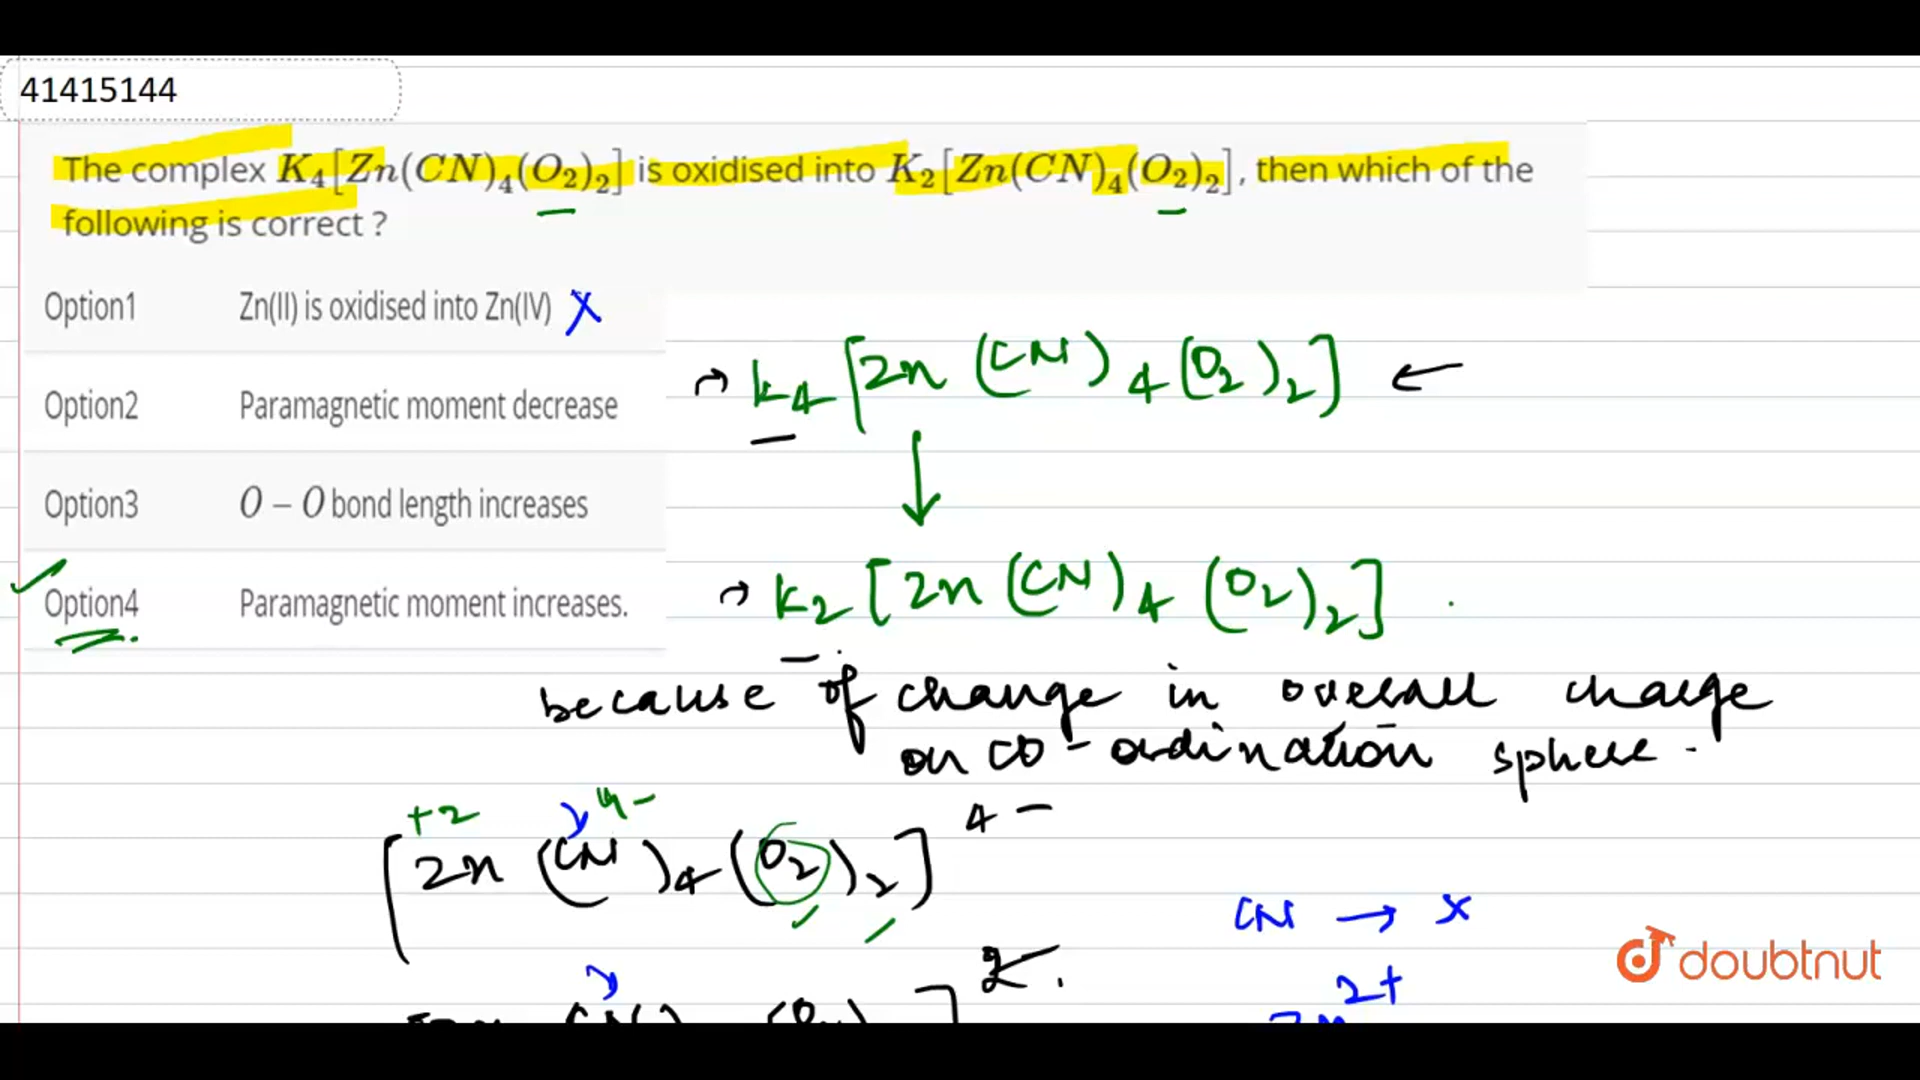 41415144
The complex K₄[Zn(CN)₄(O₂)₂] is oxidised into K₂[Zn(CN)₄(O₂)₂], then which of the
following is correct ?
Option1 Zn(II) is oxidised into Zn(IV) X
Option2 Paramagnetic moment decrease
Option3 O – O bond length increases
Option4 Paramagnetic moment increases.
→ K₄[Zn(CN)₄(O₂)₂] ←
↓
→ K₂[Zn(CN)₄(O₂)₂]
because of change in overall charge
on co-ordination sphere.
+2 4-
[Zn(CN)₄(O₂)₂]⁴⁻
CN → x
2-
2+
doubtnut